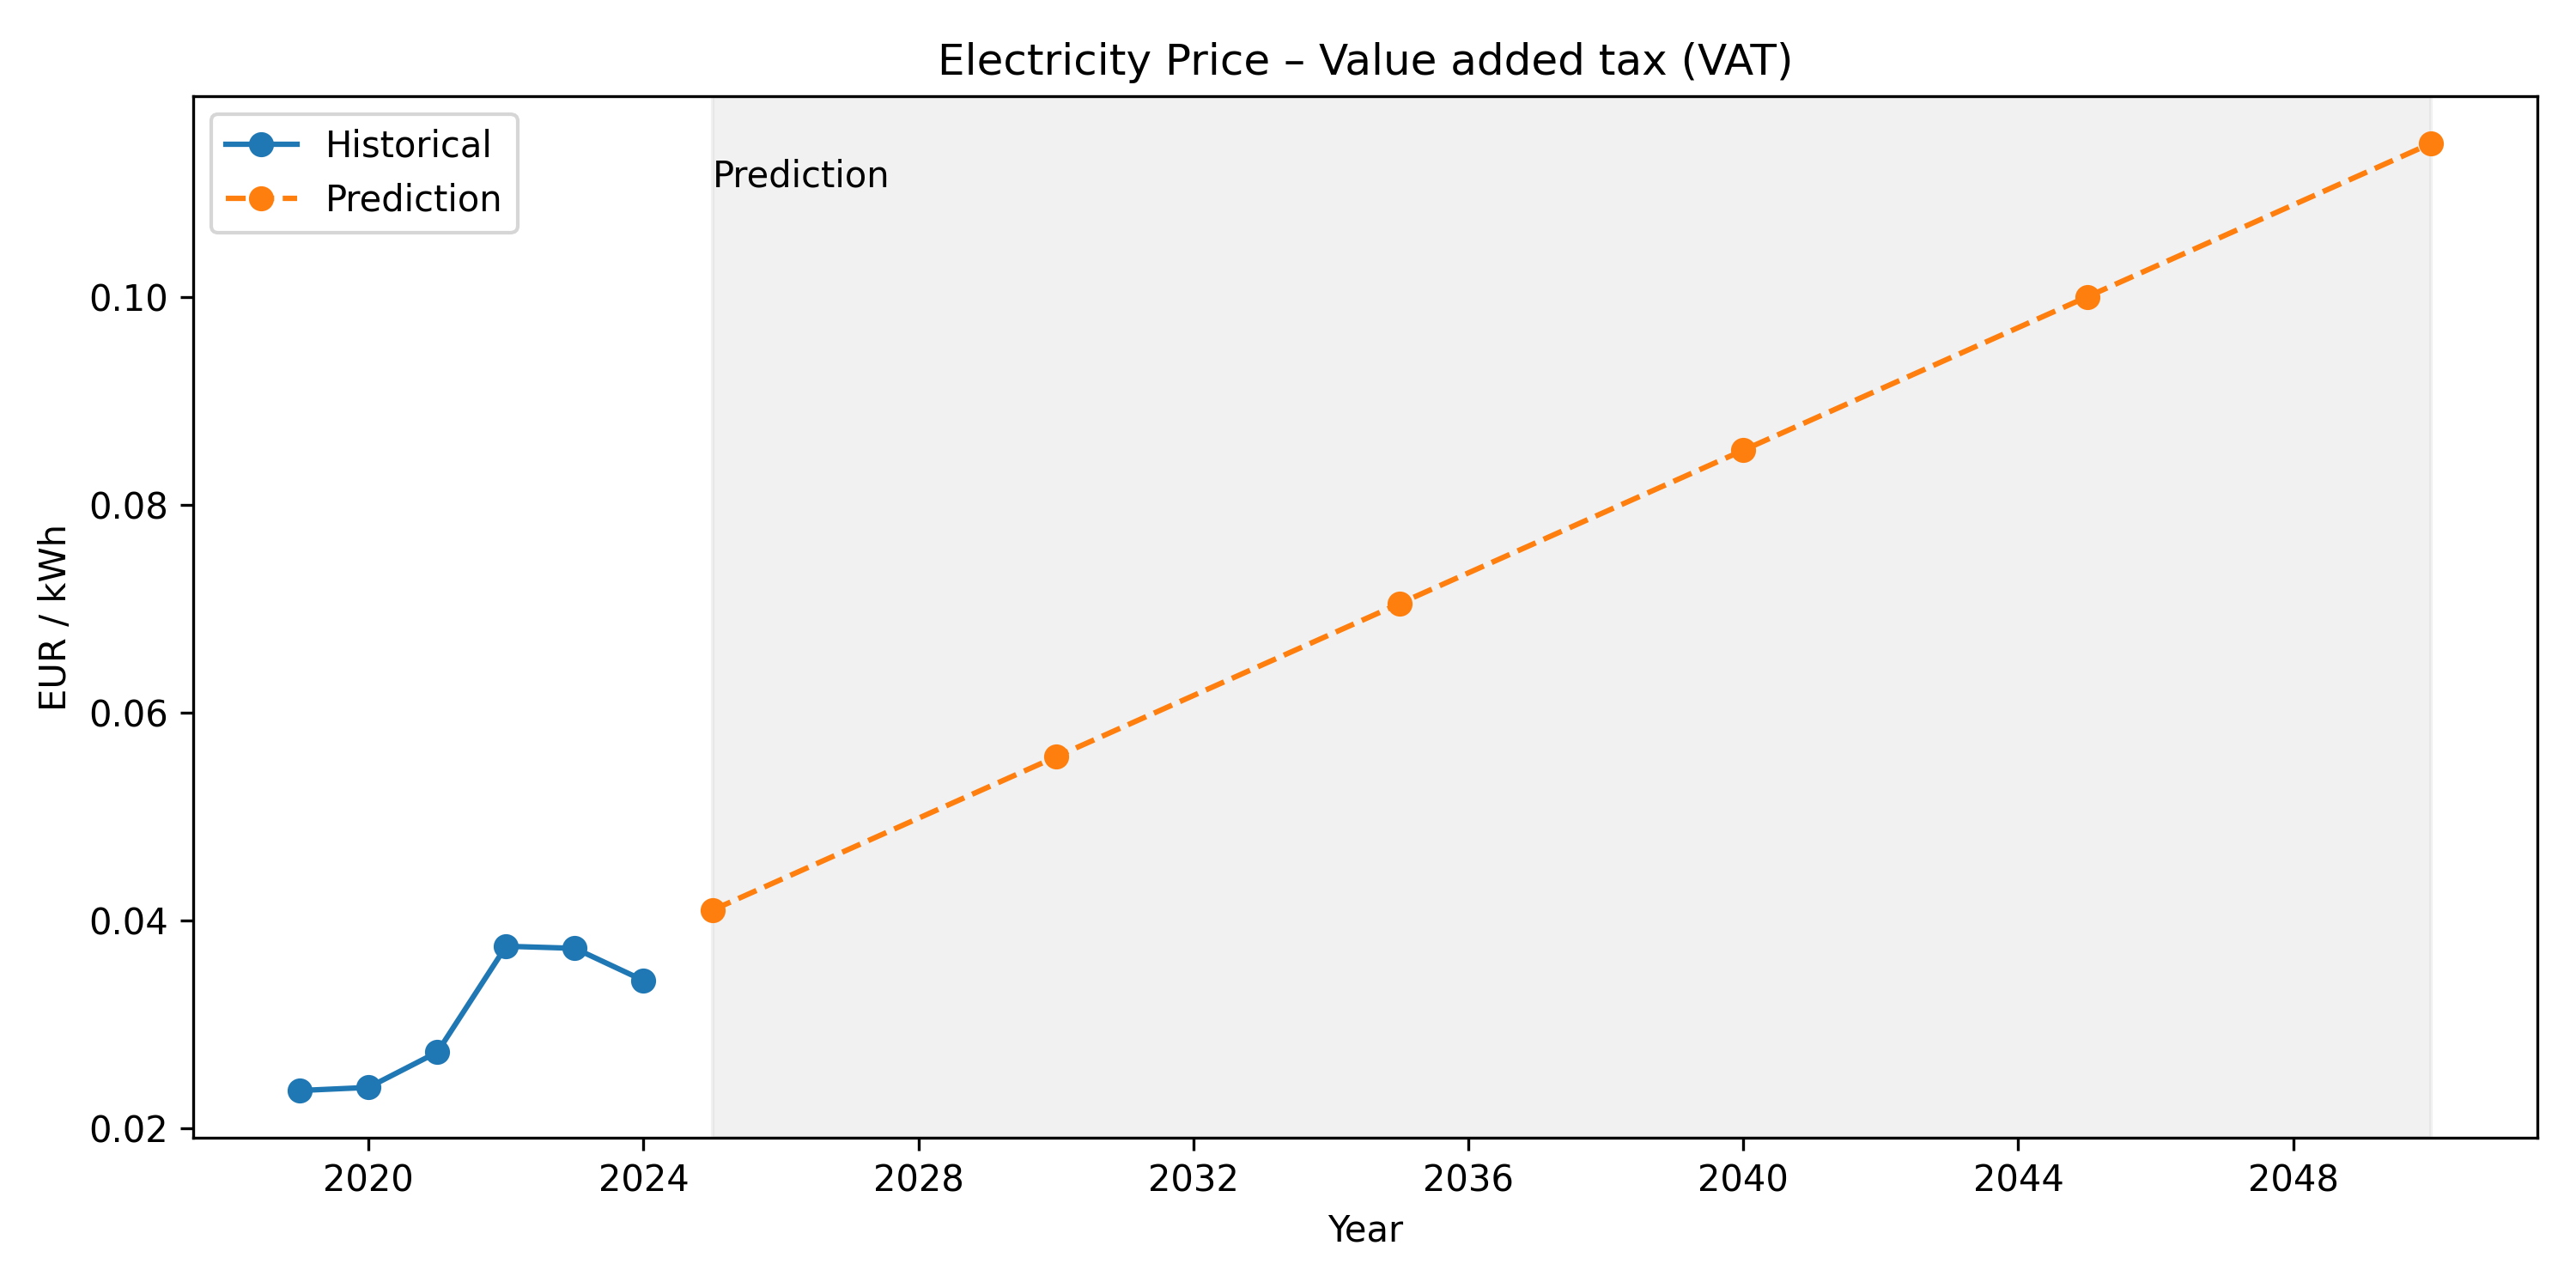 Electricity Price – Value added tax (VAT)
Historical
Prediction
Prediction
0.10
0.08
0.06
0.04
0.02
EUR / kWh
2020 2024 2028 2032 2036 2040 2044 2048
Year